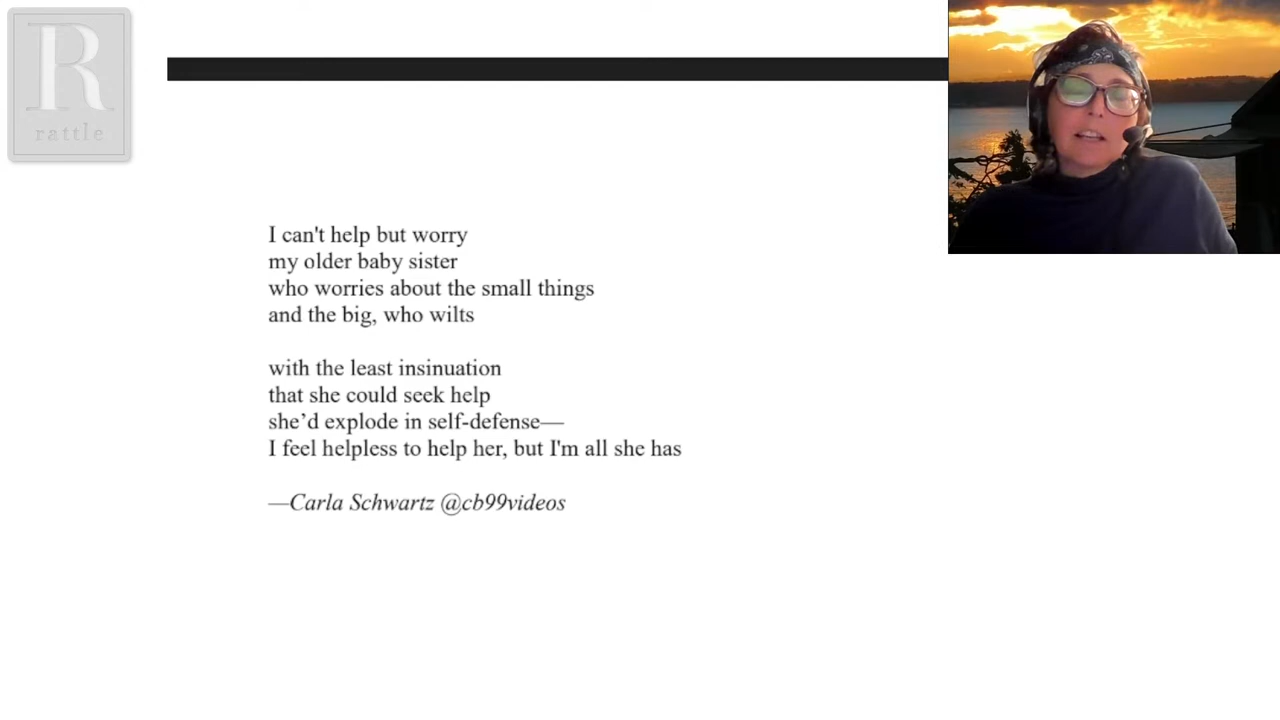 R
rattle
I can't help but worry
my older baby sister
who worries about the small things
and the big, who wilts
with the least insinuation
that she could seek help
she’d explode in self-defense—
I feel helpless to help her, but I'm all she has
—Carla Schwartz @cb99videos